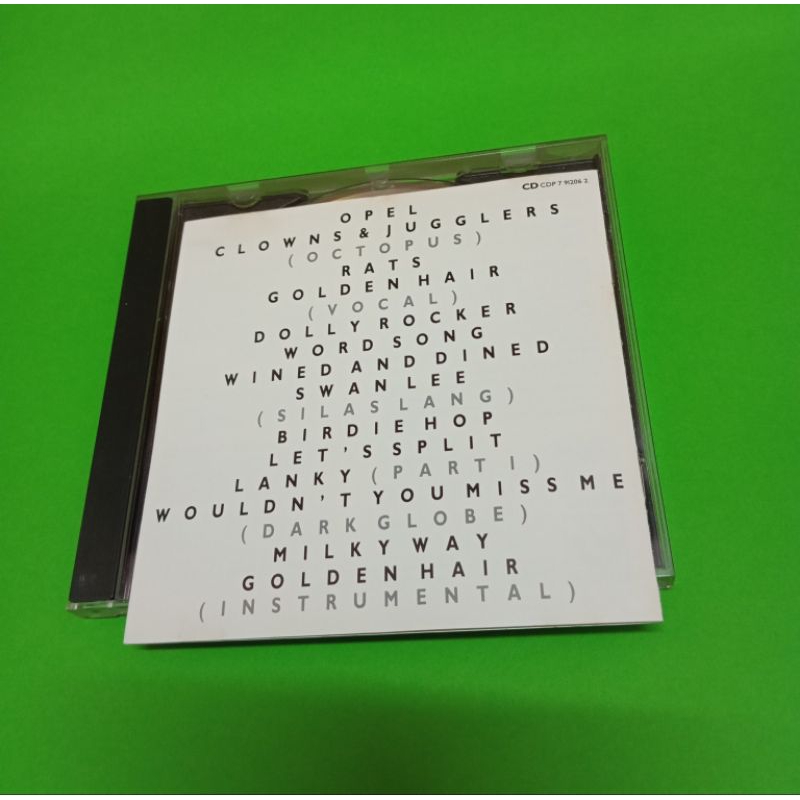 CD CDP 7 91206 2
OPEL
CLOWNS & JUGGLERS
(OCTOPUS)
RATS
GOLDEN HAIR
(VOCAL)
DOLLY ROCKER
WORD SONG
WINED AND DINED
SWAN LEE
(SILAS LANG)
BIRDIE HOP
LET'S SPLIT
LANKY (PART I)
WOULDN'T YOU MISS ME
(DARK GLOBE)
MILKY WAY
GOLDEN HAIR
(INSTRUMENTAL)